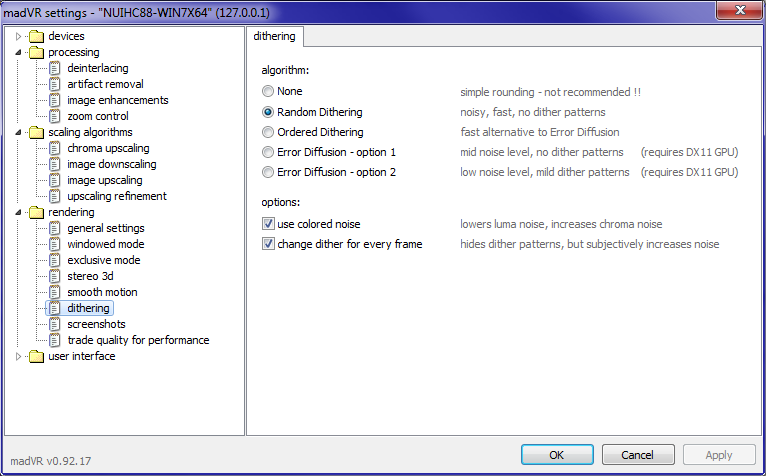 madVR settings - "NUIHC88-WIN7X64" (127.0.0.1)
devices
processing
deinterlacing
artifact removal
image enhancements
zoom control
scaling algorithms
chroma upscaling
image downscaling
image upscaling
upscaling refinement
rendering
general settings
windowed mode
exclusive mode
stereo 3d
smooth motion
dithering
screenshots
trade quality for performance
user interface
madVR v0.92.17
dithering
algorithm:
None simple rounding - not recommended !!
Random Dithering noisy, fast, no dither patterns
Ordered Dithering fast alternative to Error Diffusion
Error Diffusion - option 1 mid noise level, no dither patterns (requires DX11 GPU)
Error Diffusion - option 2 low noise level, mild dither patterns (requires DX11 GPU)
options:
use colored noise lowers luma noise, increases chroma noise
change dither for every frame hides dither patterns, but subjectively increases noise
OK Cancel Apply